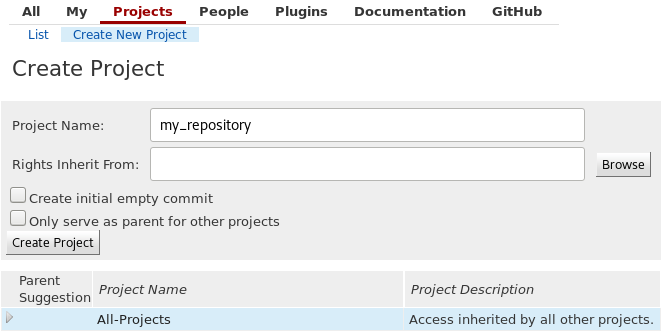 All My Projects People Plugins Documentation GitHub
List Create New Project
Create Project
Project Name: my_repository
Rights Inherit From: Browse
Create initial empty commit
Only serve as parent for other projects
Create Project
Parent Suggestion Project Name Project Description
All-Projects Access inherited by all other projects.